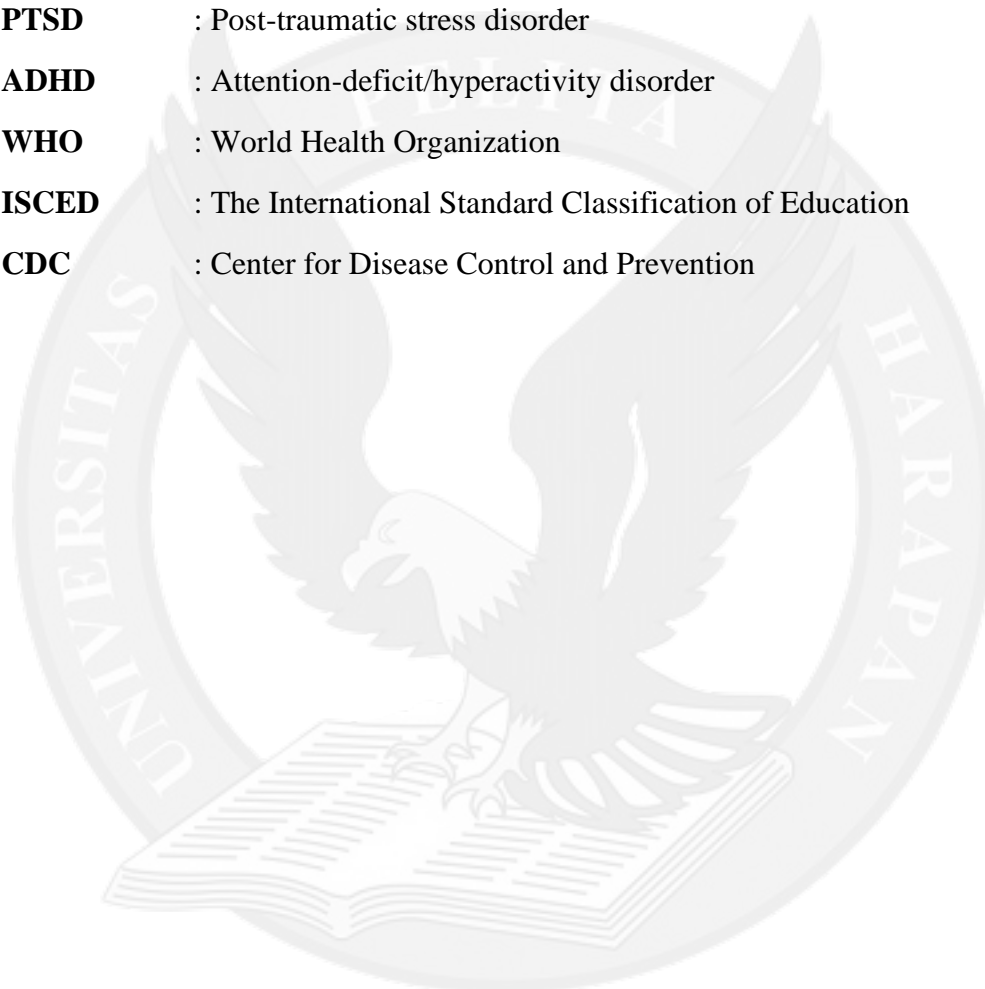 PTSD : Post-traumatic stress disorder
ADHD : Attention-deficit/hyperactivity disorder
WHO : World Health Organization
ISCED : The International Standard Classification of Education
CDC : Center for Disease Control and Prevention
UNIVERSITAS PELITA HARAPAN